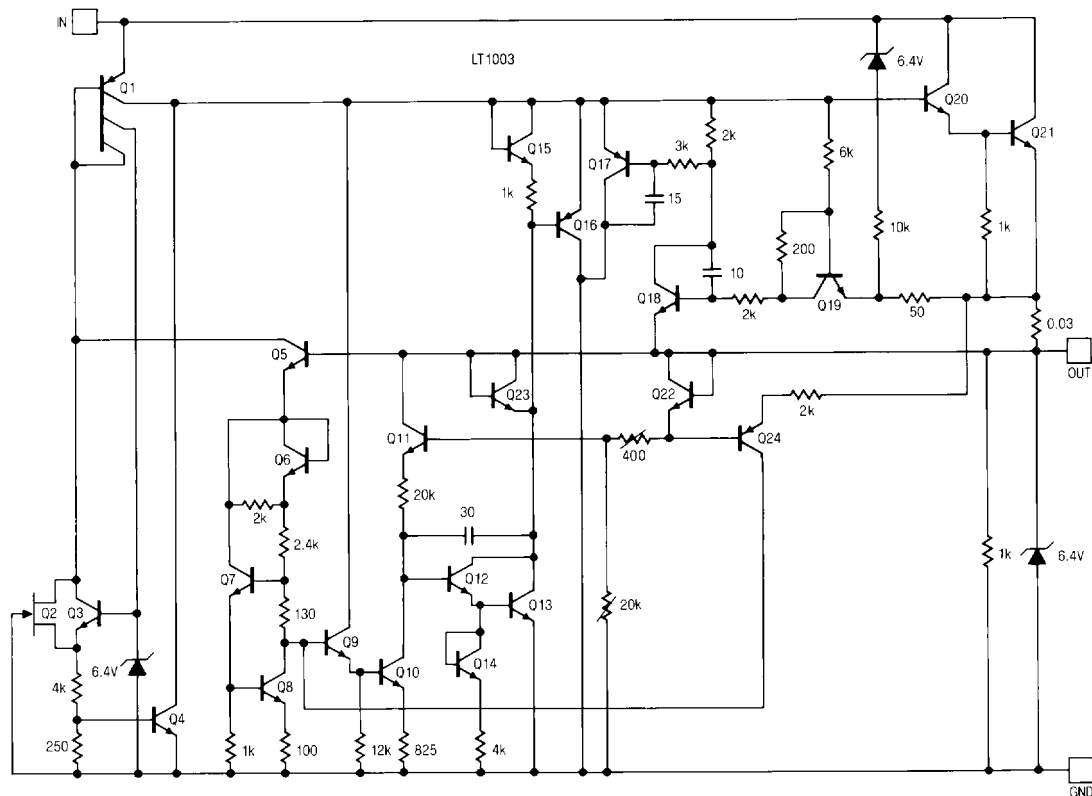 IN
LT1003
6.4V
Q1
Q20
Q21
Q15
Q17
3k
2k
6k
1k
15
Q16
200
10k
1k
10
Q18
2k
Q19
50
0.03
OUT
Q5
Q23
Q22
2k
Q11
400
Q24
Q6
20k
2k
30
2.4k
1k
6.4V
Q7
Q12
Q13
20k
Q2
Q3
130
Q9
Q14
6.4V
Q10
4k
Q8
Q4
250
1k
100
12k
825
4k
GND